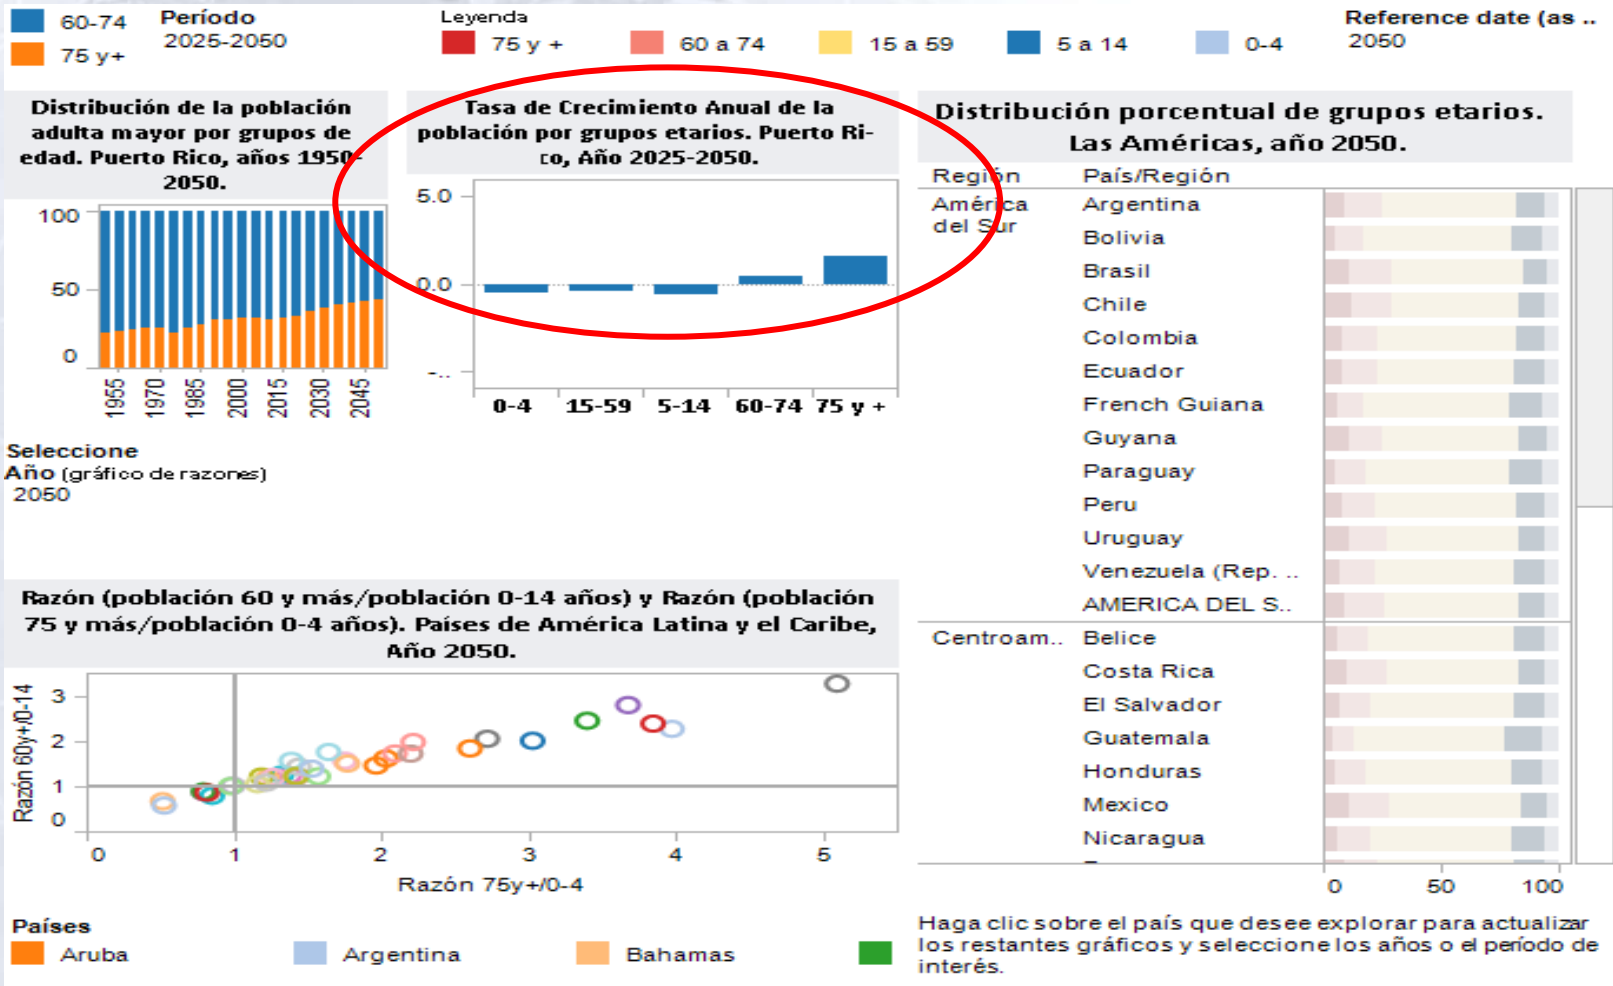 60-74
75 y+
Período
2025-2050
Leyenda
75 y +
60 a 74
15 a 59
5 a 14
0-4
Reference date (as ..
2050
Distribución de la población
adulta mayor por grupos de
edad. Puerto Rico, años 1950-
2050.
100
50
0
1955
1970
1985
2000
2015
2030
2045
Tasa de Crecimiento Anual de la
población por grupos etarios. Puerto Ri-
co, Año 2025-2050.
5.0
0.0
-..
0-4
15-59
5-14
60-74
75 y +
Seleccione
Año (gráfico de razones)
2050
Razón (población 60 y más/población 0-14 años) y Razón (población
75 y más/población 0-4 años). Países de América Latina y el Caribe,
Año 2050.
Razón 60y+/0-14
3
2
1
0
0
1
2
3
4
5
Razón 75y+/0-4
Países
Aruba
Argentina
Bahamas
Distribución porcentual de grupos etarios.
Las Américas, año 2050.
Región
País/Región
América
del Sur
Argentina
Bolivia
Brasil
Chile
Colombia
Ecuador
French Guiana
Guyana
Paraguay
Peru
Uruguay
Venezuela (Rep. ..
AMERICA DEL S..
Centroam..
Belice
Costa Rica
El Salvador
Guatemala
Honduras
Mexico
Nicaragua
0
50
100
Haga clic sobre el país que desee explorar para actualizar
los restantes gráficos y seleccione los años o el período de
interés.